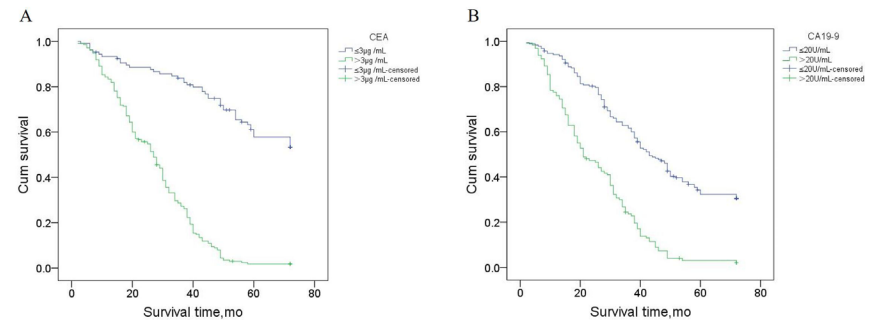 A
CEA
≤3μg /mL
>3μg /mL
≤3μg /mL-censored
>3μg /mL-censored
Cum survival
1.0
0.8
0.6
0.4
0.2
0.0
0
20
40
60
80
Survival time,mo
B
CA19-9
≤20U/mL
>20U/mL
≤20U/mL-censored
>20U/mL-censored
Cum survival
1.0
0.8
0.6
0.4
0.2
0.0
0
20
40
60
80
Survival time,mo